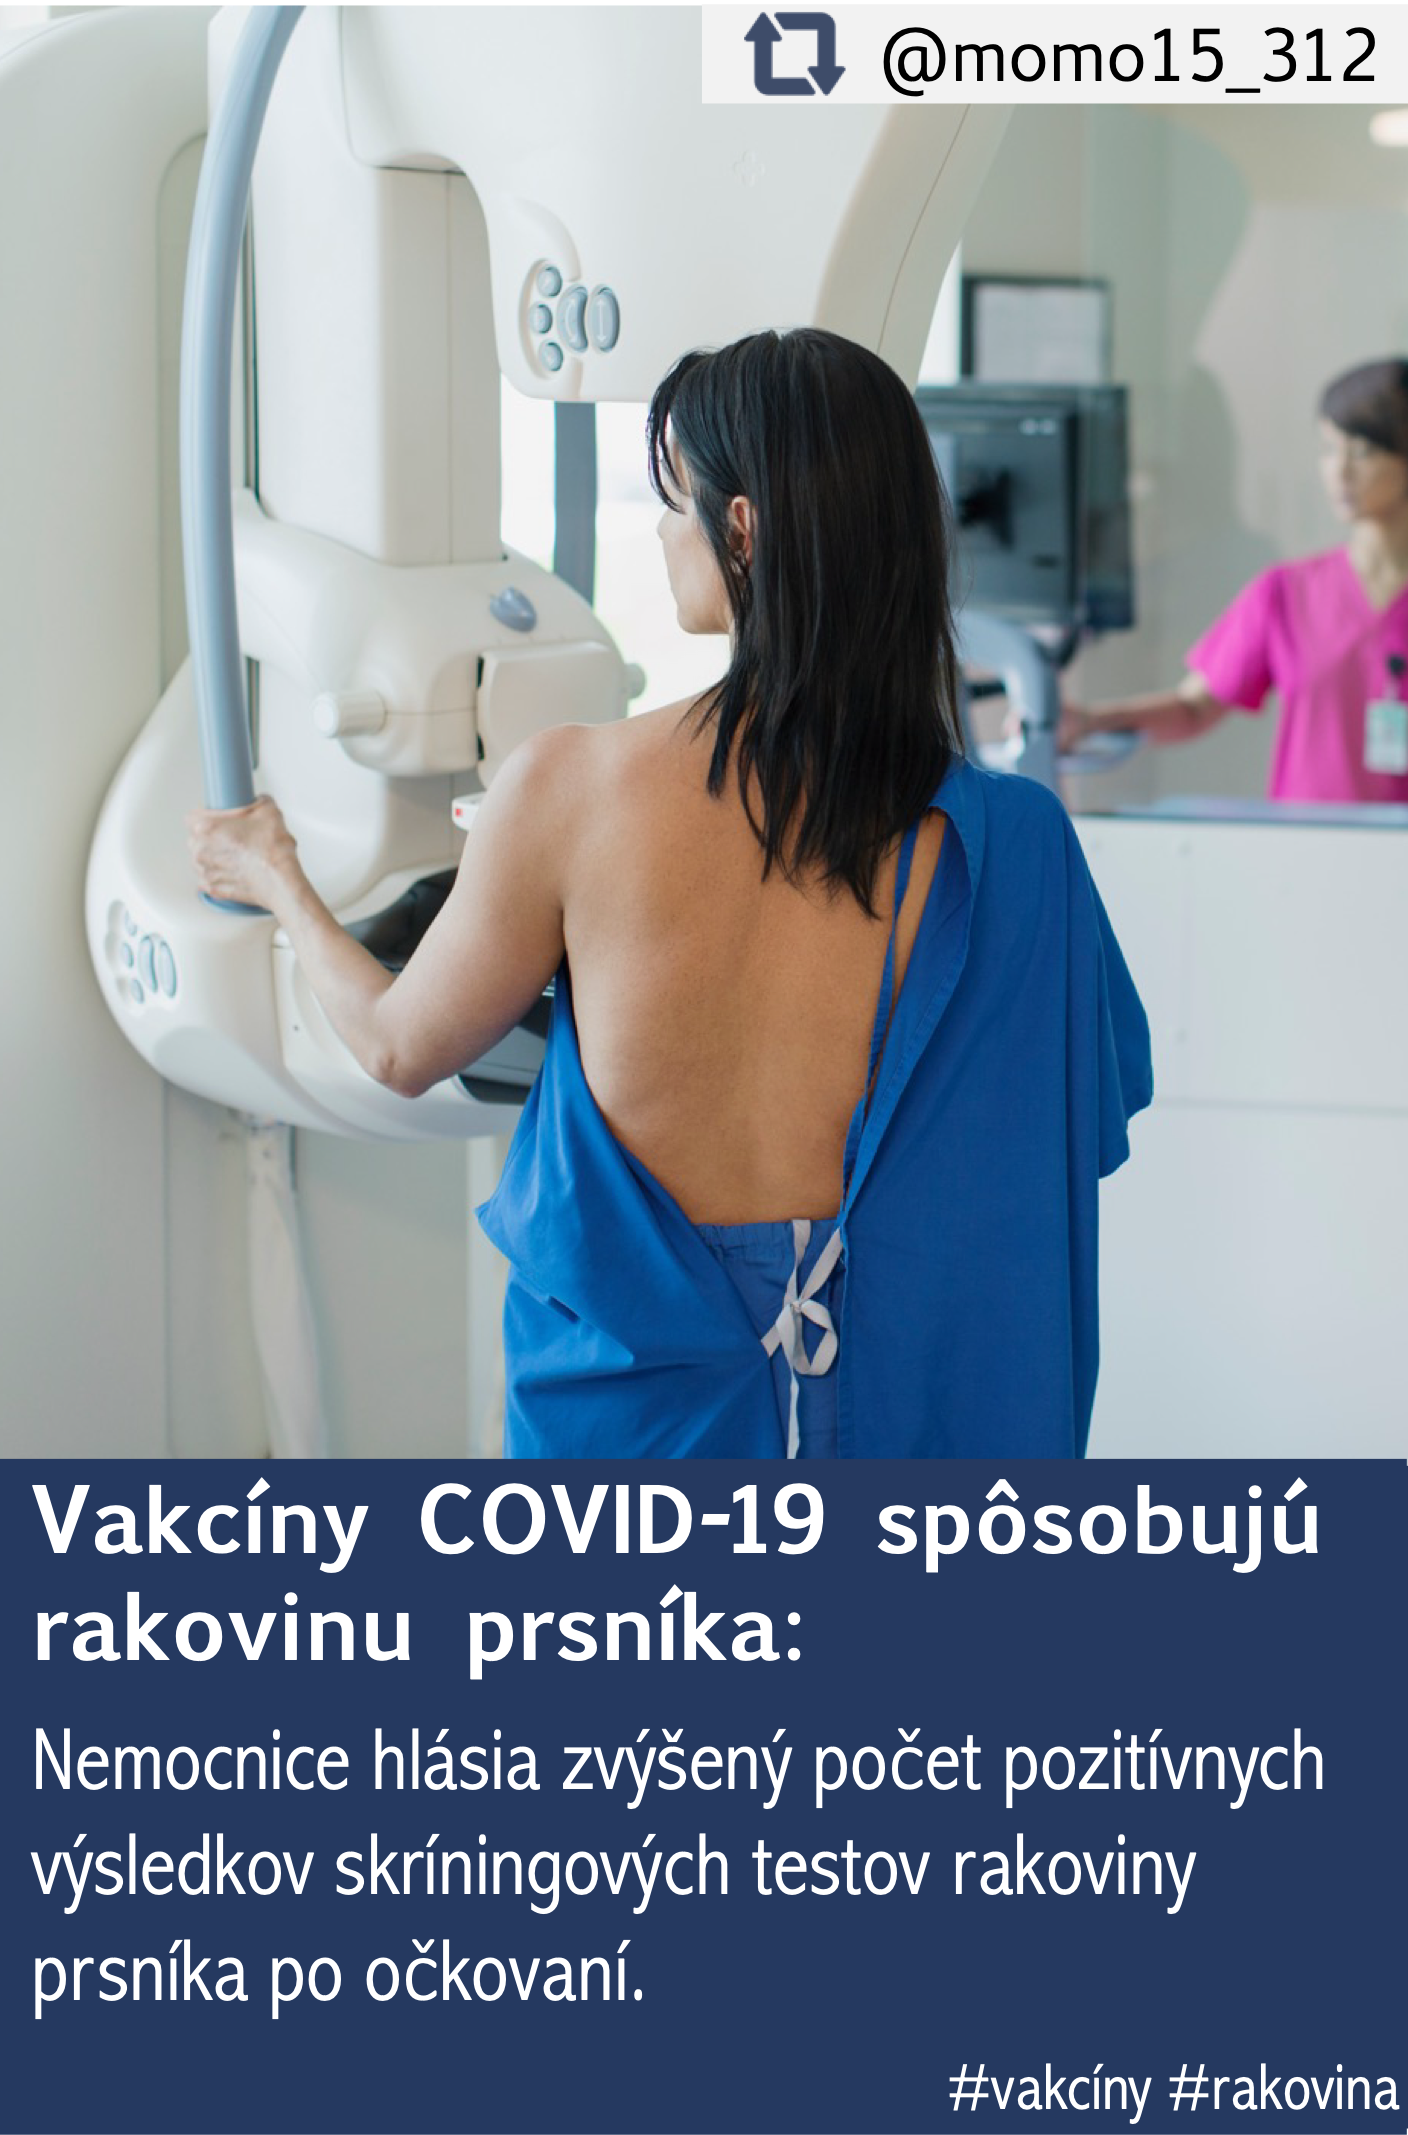 @momo15_312
Vakcíny COVID-19 spôsobujú
rakovinu prsníka:
Nemocnice hlásia zvýšený počet pozitívnych
výsledkov skríningových testov rakoviny
prsníka po očkovaní.
#vakcíny #rakovina